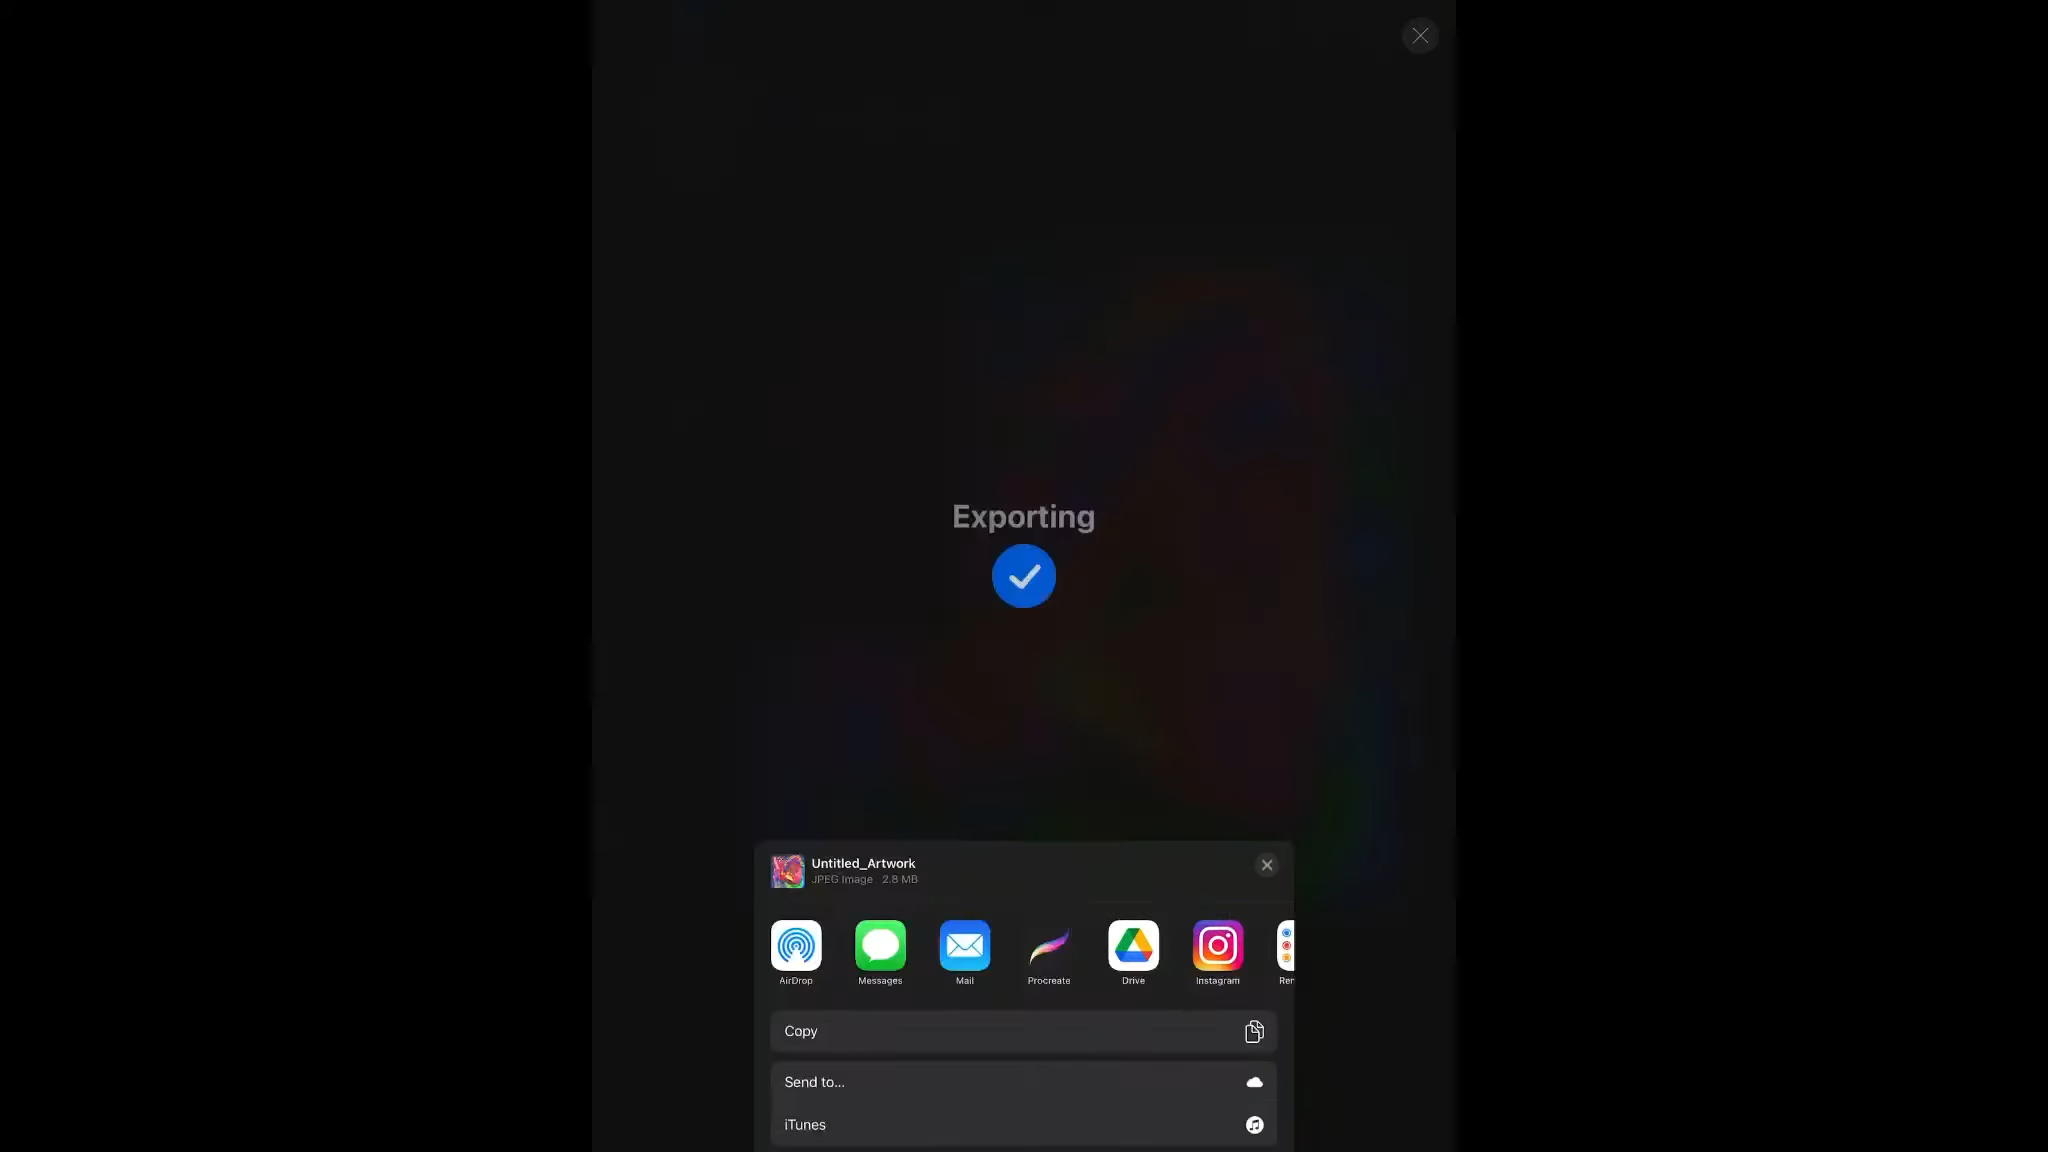 Exporting
Untitled_Artwork
JPEG Image 2.8 MB
AirDrop
Messages
Mail
Procreate
Drive
Instagram
Copy
Send to...
iTunes